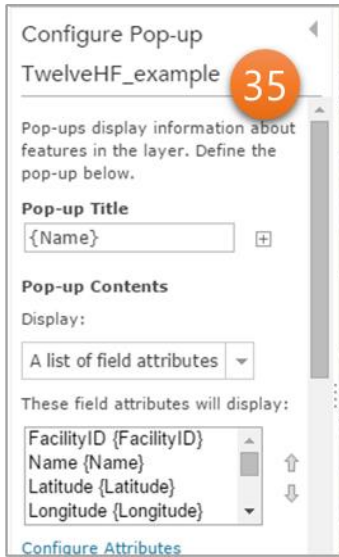 Configure Pop-up
TwelveHF_example
35
Pop-ups display information about
features in the layer. Define the
pop-up below.
Pop-up Title
{Name}
Pop-up Contents
Display:
A list of field attributes
These field attributes will display:
FacilityID {FacilityID}
Name {Name}
Latitude {Latitude}
Longitude {Longitude}
Configure Attributes